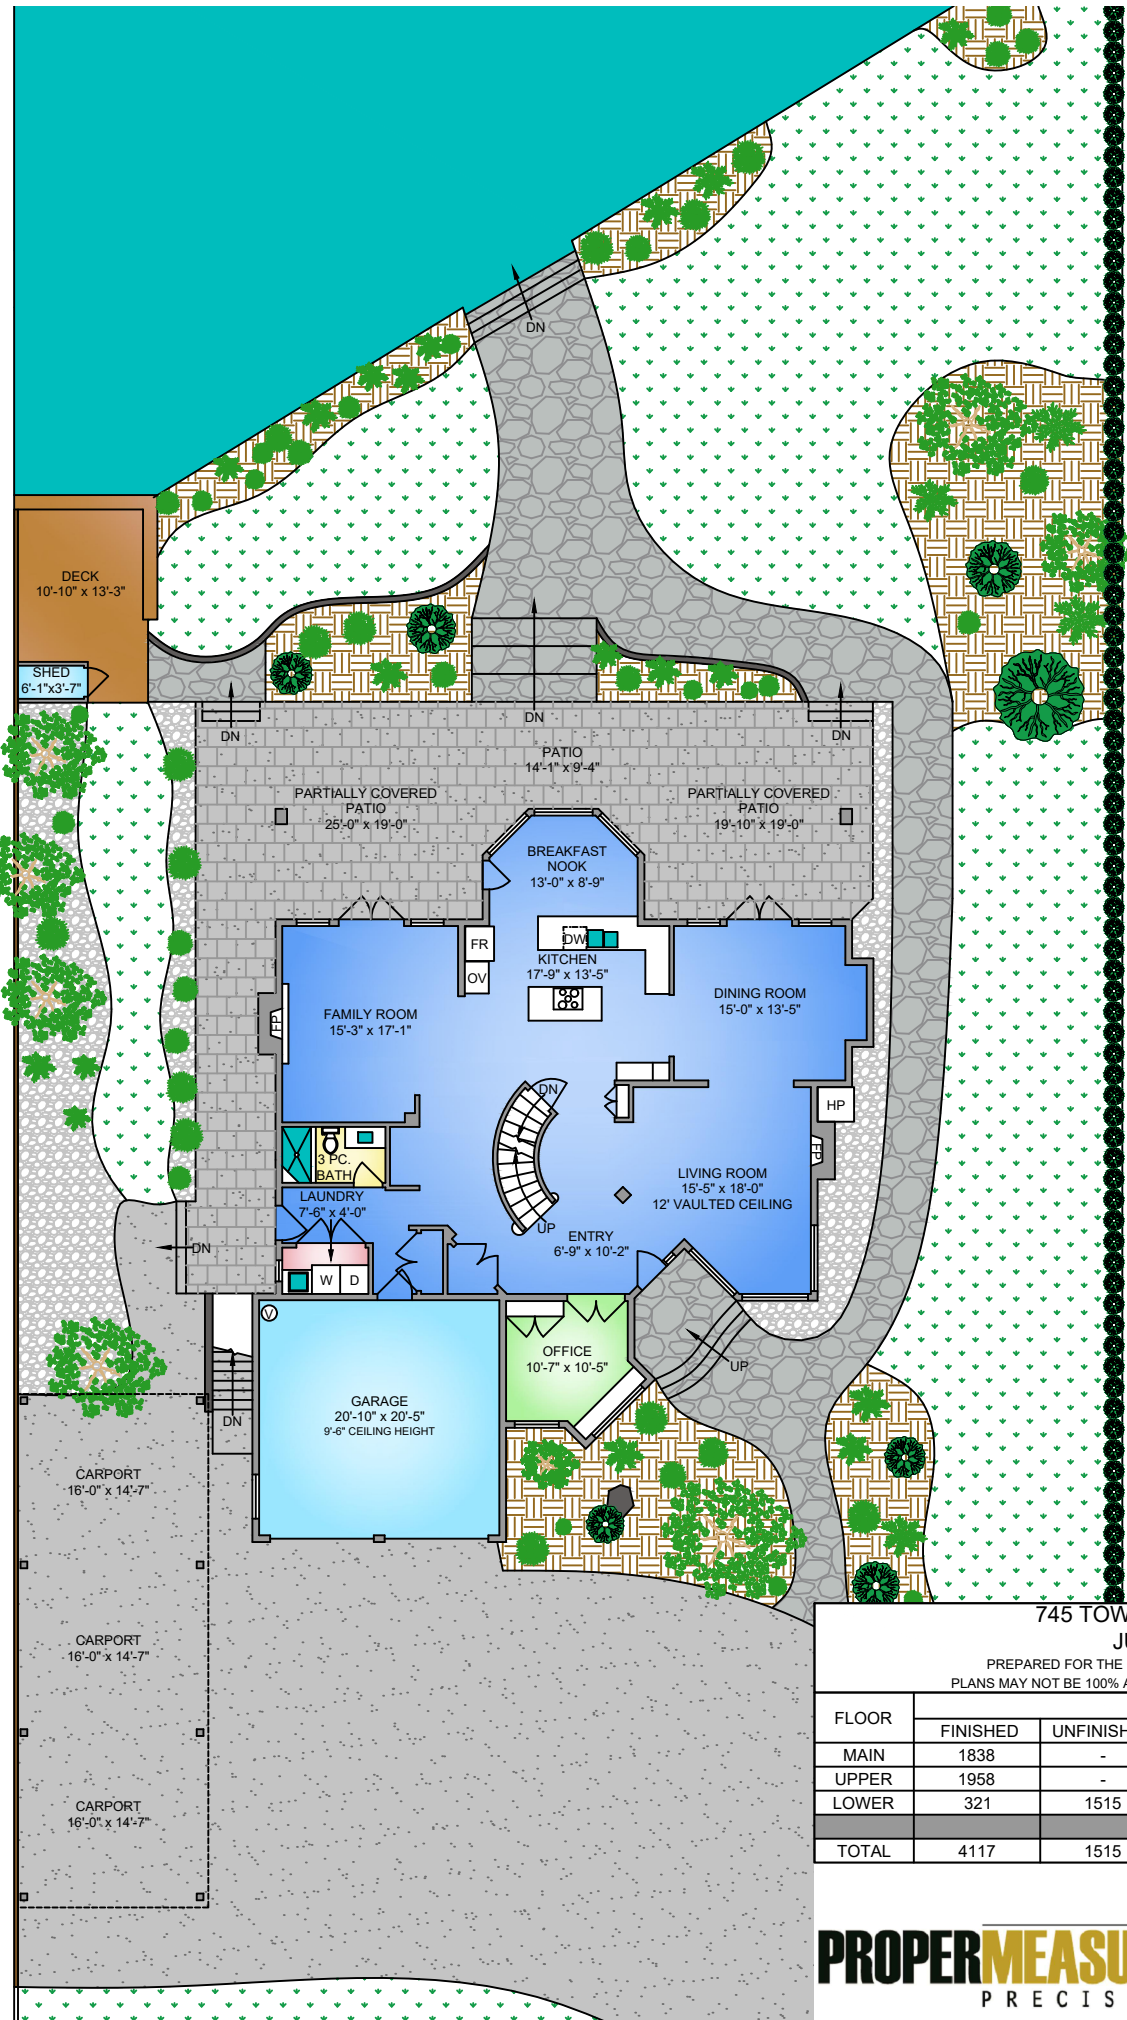 DN
DECK
10'-10" x 13'-3"
SHED
6'-1"x3'-7"
DN
DN
DN
PATIO
14'-1" x 9'-4"
PARTIALLY COVERED
PATIO
25'-0" x 19'-0"
PARTIALLY COVERED
PATIO
19'-10" x 19'-0"
BREAKFAST
NOOK
13'-0" x 8'-9"
FR
DW
OV
KITCHEN
17'-9" x 13'-5"
FAMILY ROOM
15'-3" x 17'-1"
DINING ROOM
15'-0" x 13'-5"
FP
DN
HP
FP
3 PC.
BATH
LIVING ROOM
15'-5" x 18'-0"
12' VAULTED CEILING
LAUNDRY
7'-6" x 4'-0"
UP
ENTRY
6'-9" x 10'-2"
DN
W
D
V
OFFICE
10'-7" x 10'-5"
UP
GARAGE
20'-10" x 20'-5"
9'-6" CEILING HEIGHT
DN
CARPORT
16'-0" x 14'-7"
CARPORT
16'-0" x 14'-7"
CARPORT
16'-0" x 14'-7"
745 TOW
JU
PREPARED FOR THE
PLANS MAY NOT BE 100% A
FLOOR
FINISHED UNFINISH
MAIN 1838 -
UPPER 1958 -
LOWER 321 1515
TOTAL 4117 1515
PROPERMEASU
PRECIS